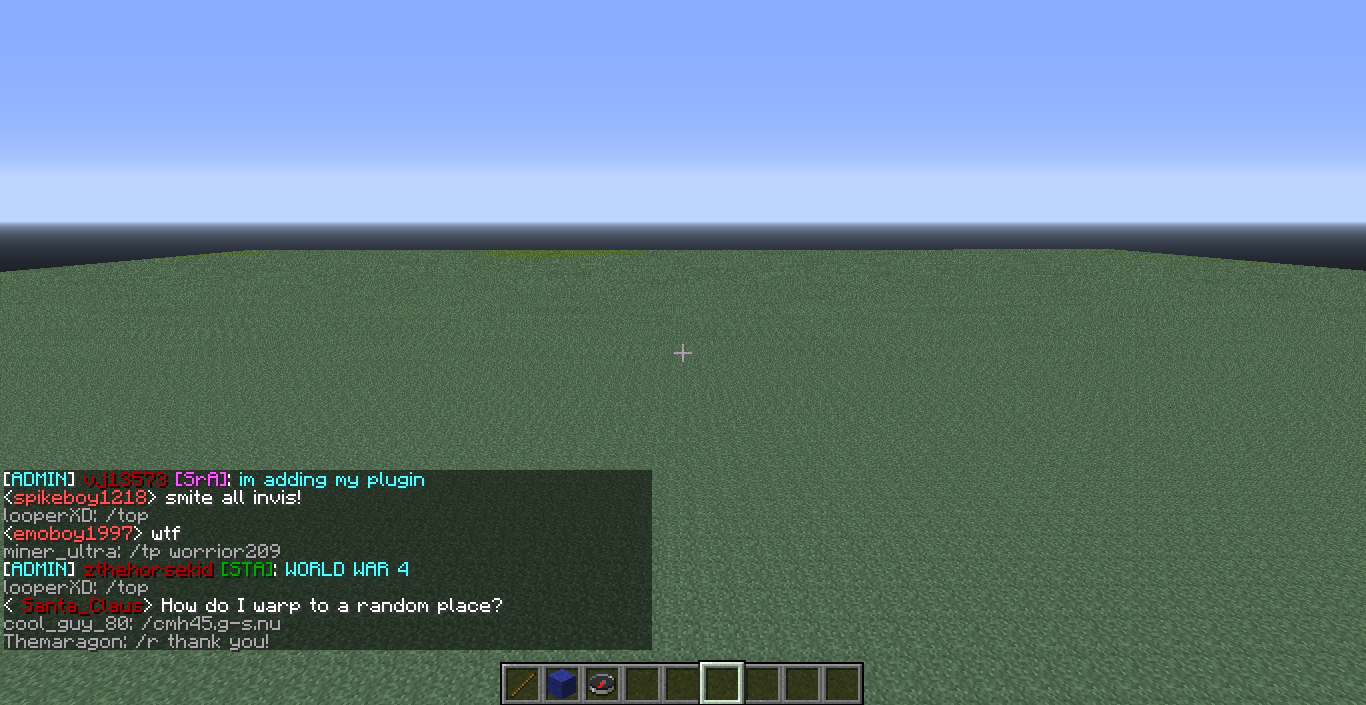 [ADMIN] vj13573 [SrA]: im adding my plugin
<spikeboy1218> smite all invis!
looperXD: /top
<emoboy1997> wtf
miner_ultra: /tp worrior209
[ADMIN] zthehorsekid [STA]: WORLD WAR 4
looperXD: /top
< Santa_Claus> How do I warp to a random place?
cool_guy_80: /cmh45.g-s.nu
Themaragon: /r thank you!